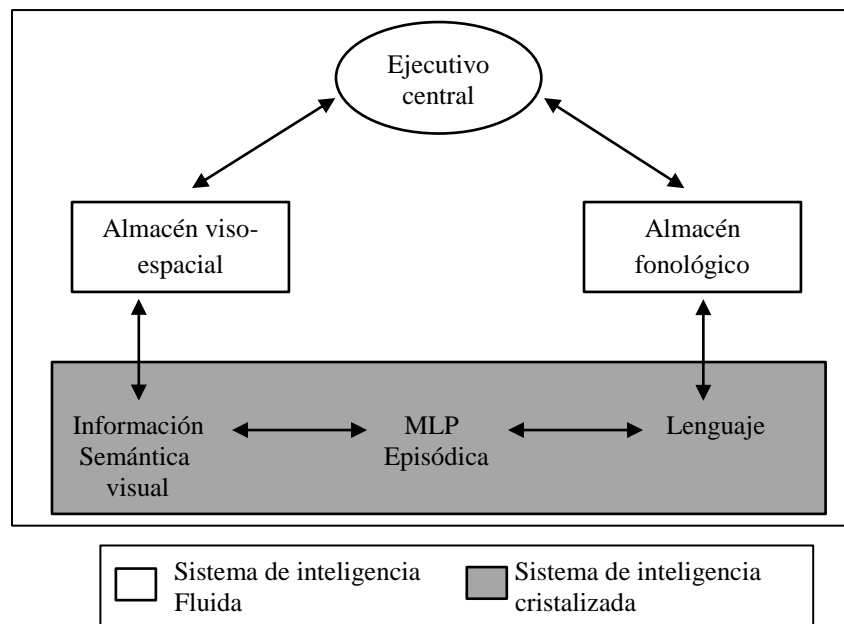 Ejecutivo
central
Almacén viso-
espacial
Almacén
fonológico
Información
Semántica
visual
MLP
Episódica
Lenguaje
Sistema de inteligencia
Fluida
Sistema de inteligencia
cristalizada